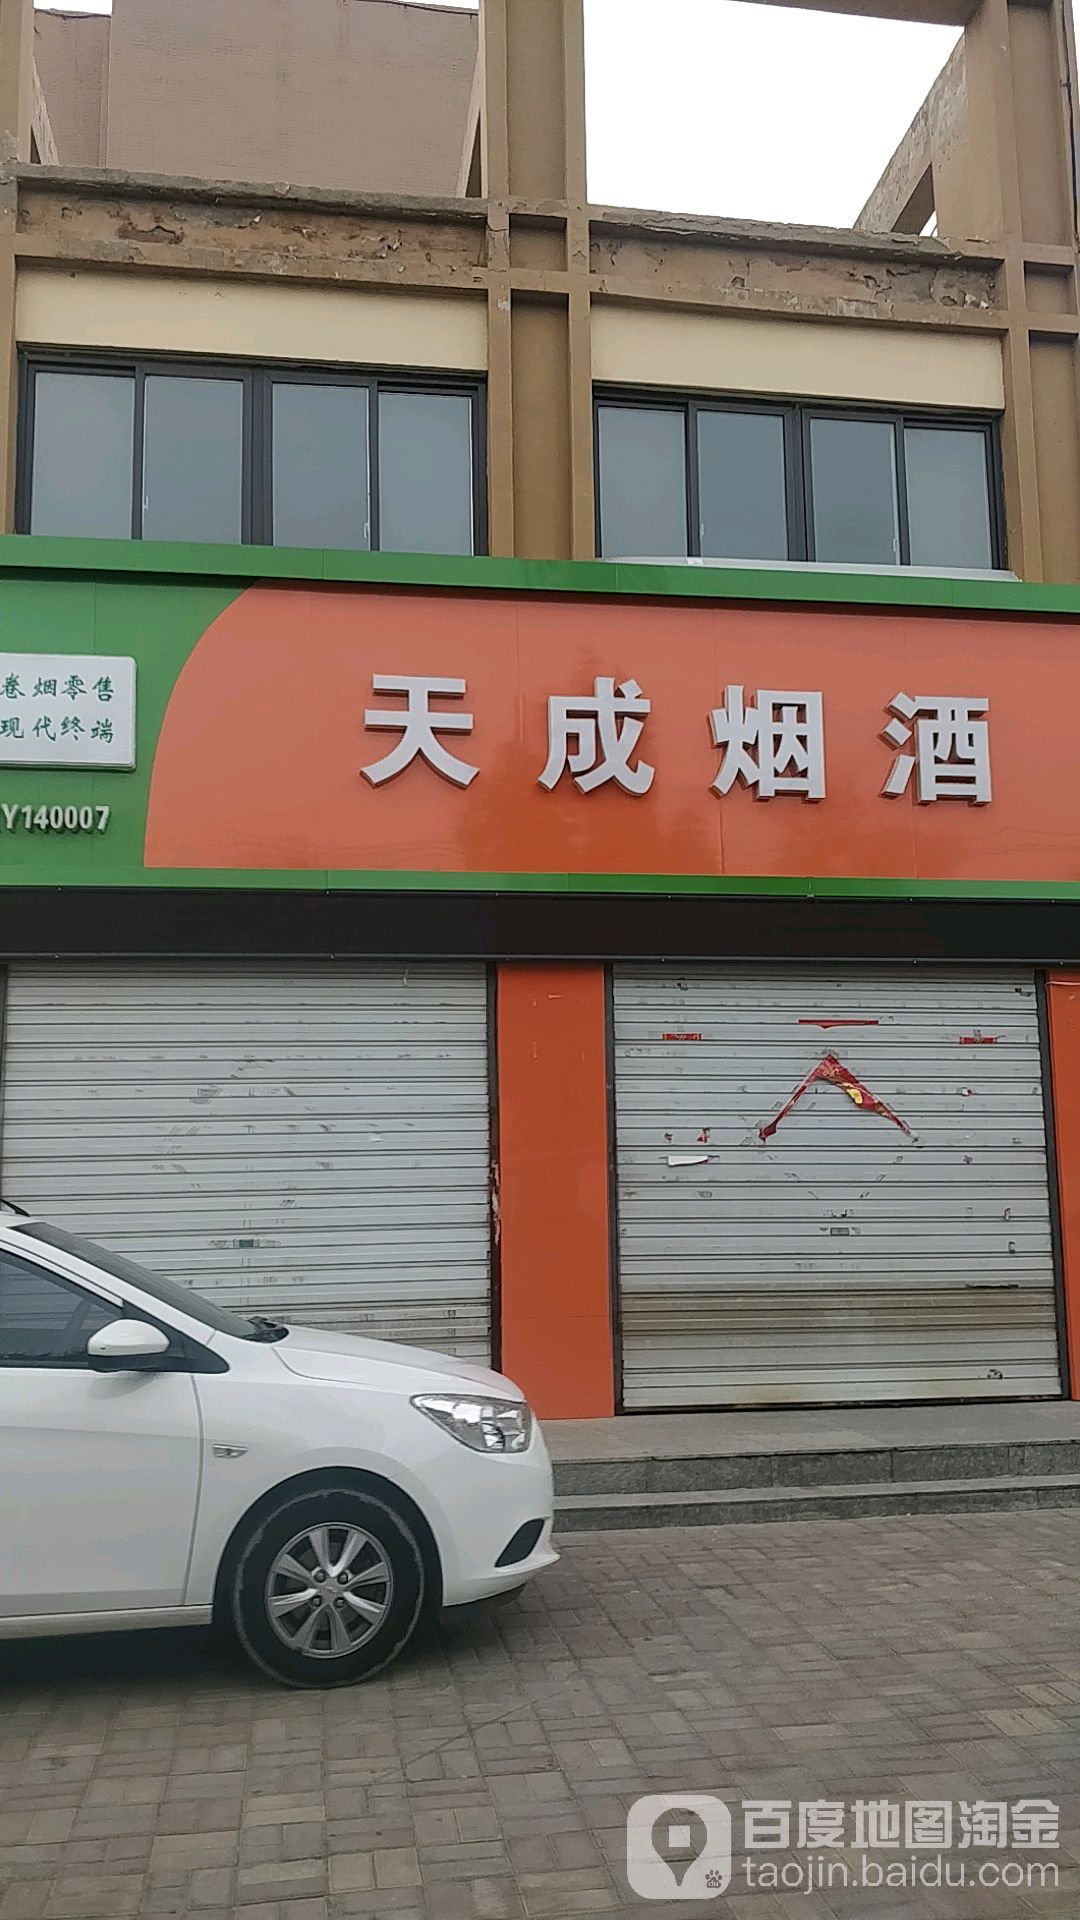 卷烟零售
现代终端
Y140007
天成烟酒
百度地图淘金
taojin.baidu.com